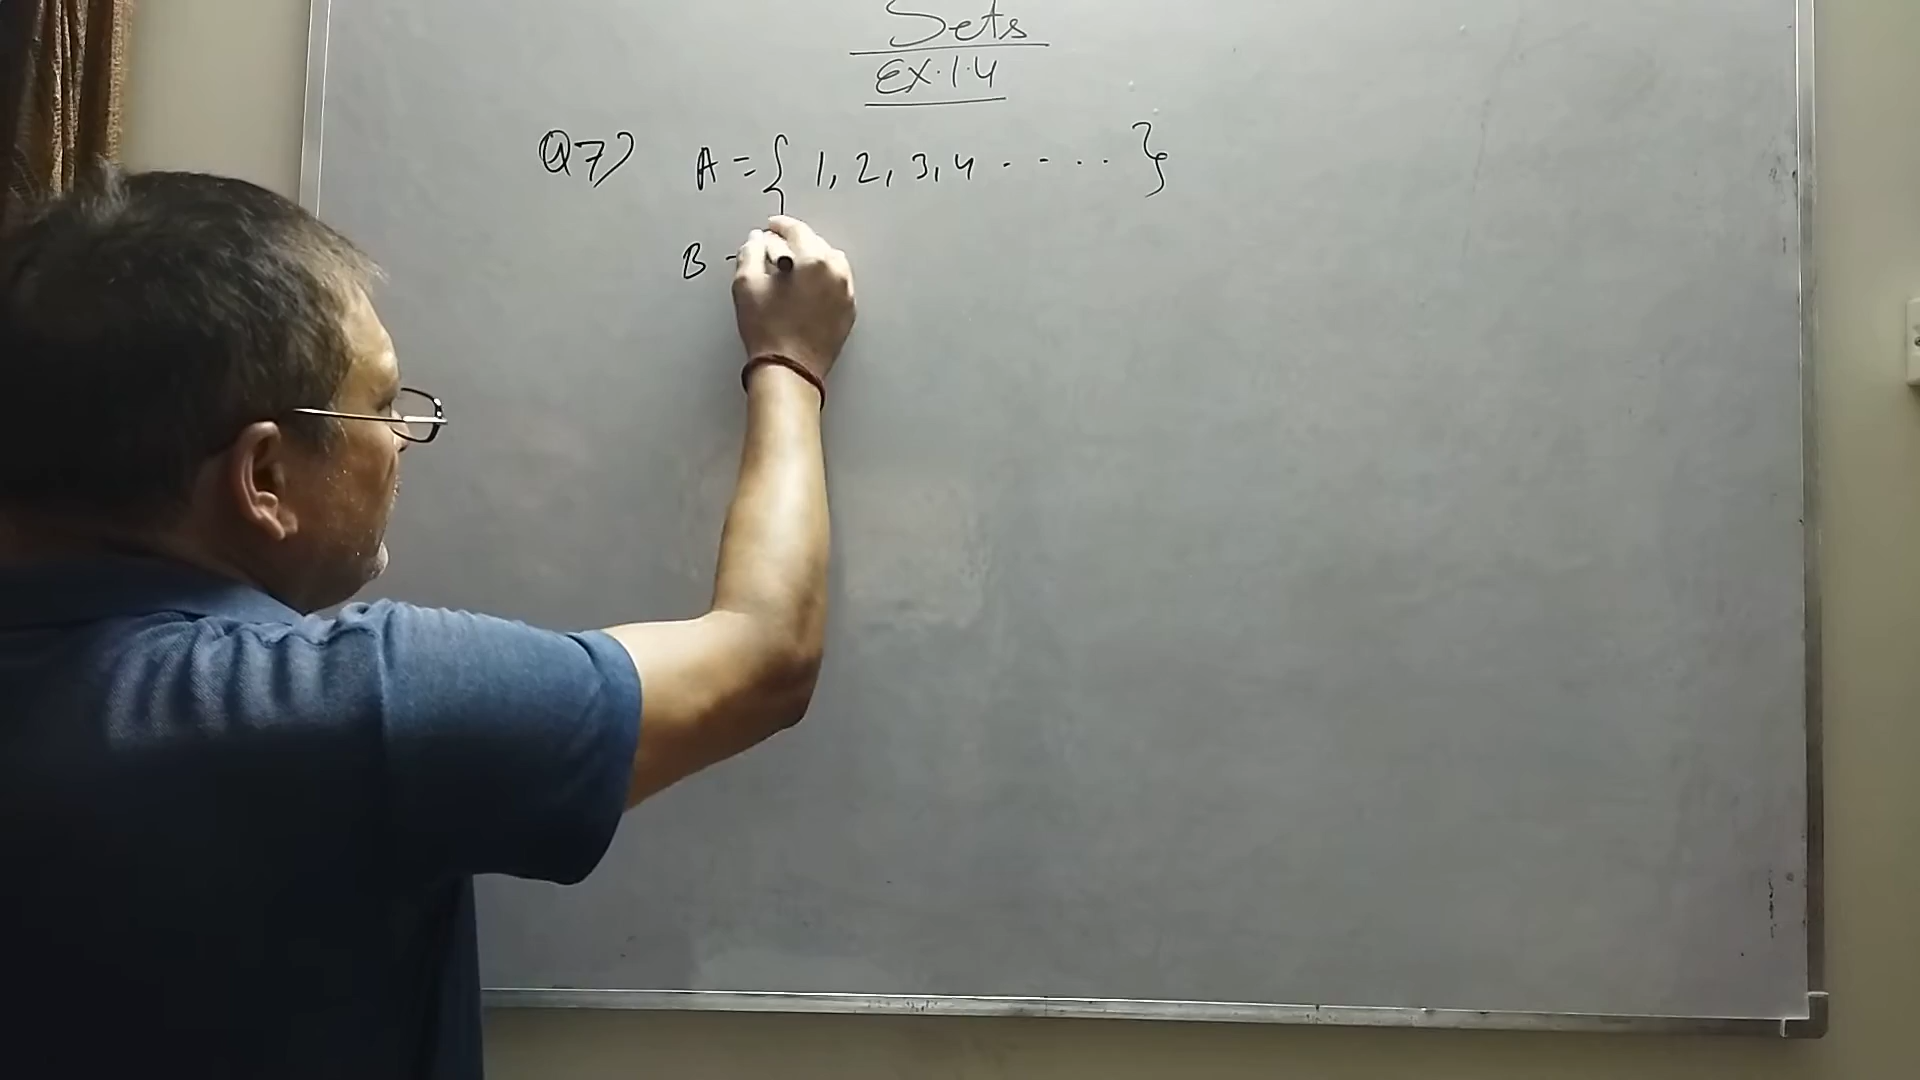 Sets
Ex.1.4
Q7) A = { 1, 2, 3, 4 - - - - - }
B = {